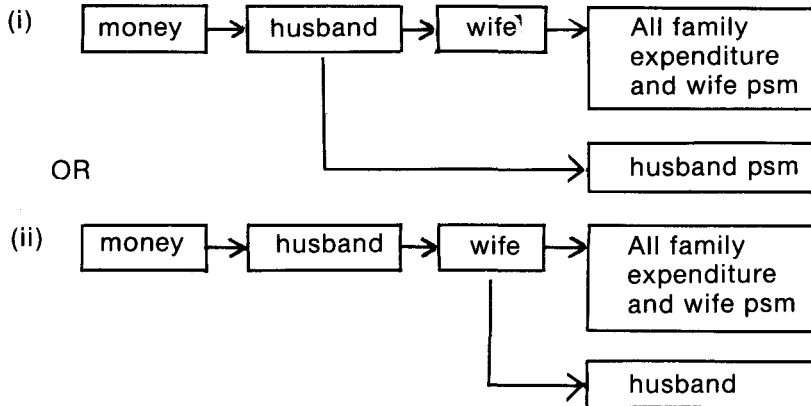 (i)
money
husband
wife
All family
expenditure
and wife psm
husband psm
OR
(ii)
money
husband
wife
All family
expenditure
and wife psm
husband